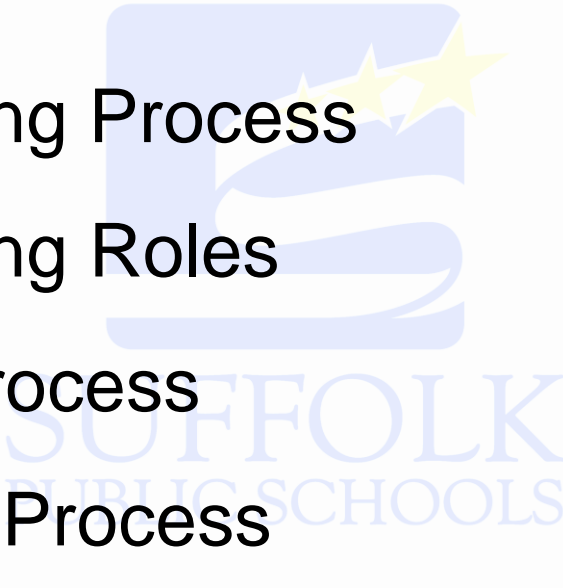 ng Process
ng Roles
rocess
SUFFOLK
Process
PUBLIC SCHOOLS